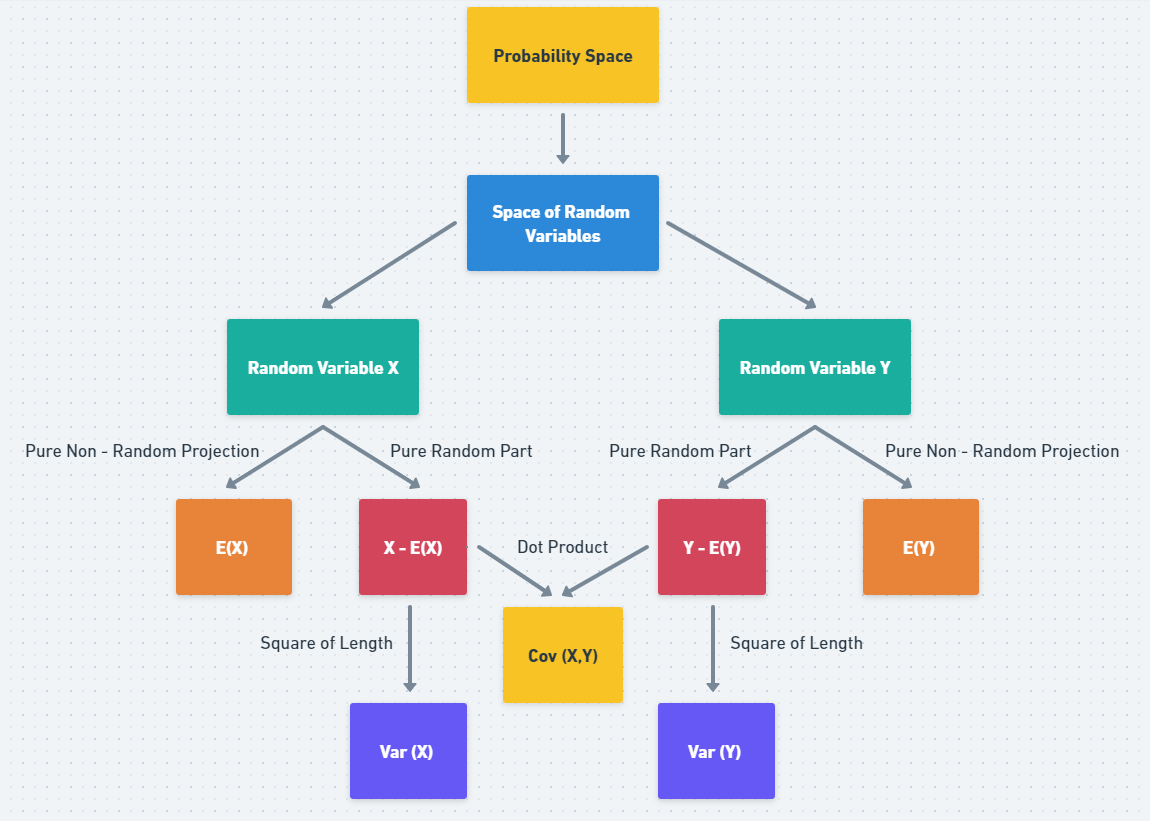 Probability Space
Space of Random
Variables
Random Variable X
Random Variable Y
Pure Non - Random Projection
Pure Random Part
Pure Random Part
Pure Non - Random Projection
E(X)
X - E(X)
Dot Product
Y - E(Y)
E(Y)
Square of Length
Cov (X,Y)
Square of Length
Var (X)
Var (Y)